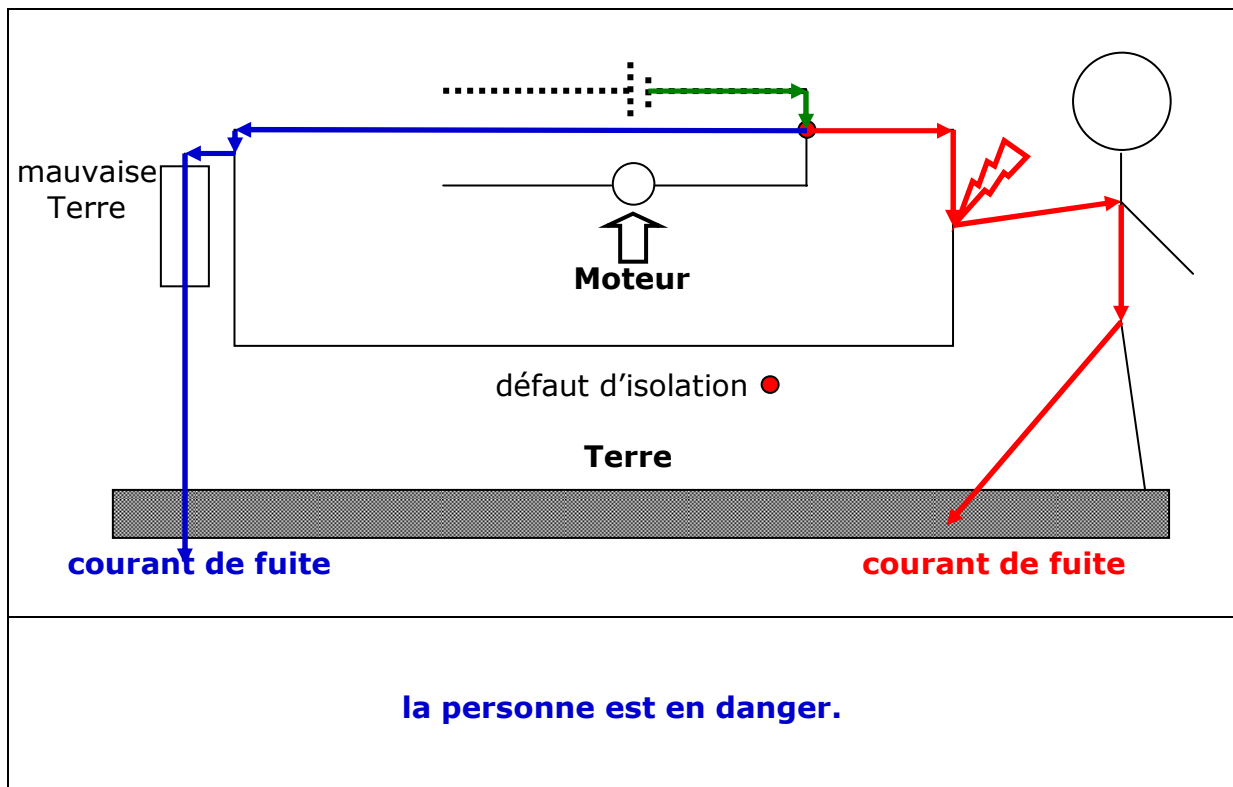 mauvaise
Terre
Moteur
défaut d’isolation
Terre
courant de fuite
courant de fuite
la personne est en danger.